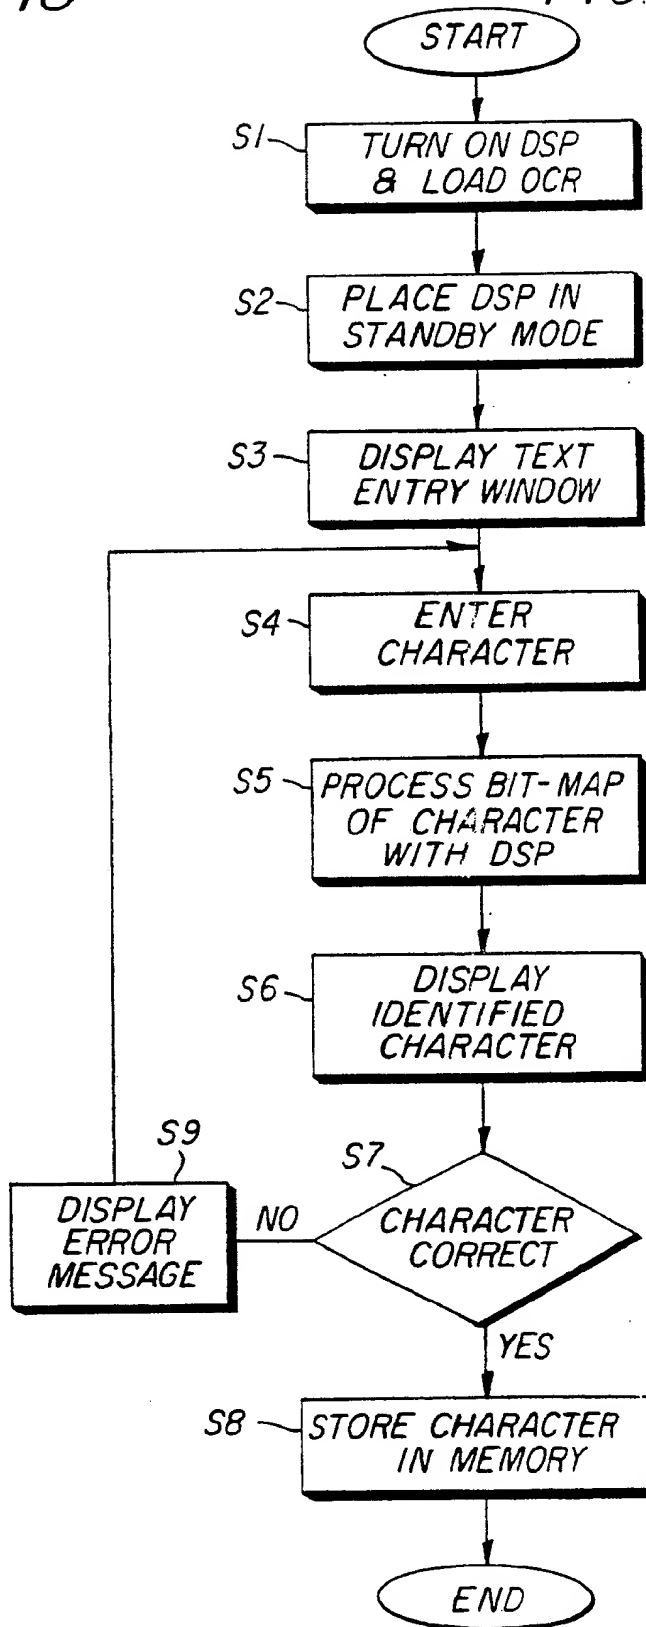 START
S1
TURN ON DSP
& LOAD OCR
S2
PLACE DSP IN
STANDBY MODE
S3
DISPLAY TEXT
ENTRY WINDOW
S4
ENTER
CHARACTER
S5
PROCESS BIT-MAP
OF CHARACTER
WITH DSP
S6
DISPLAY
IDENTIFIED
CHARACTER
S7
CHARACTER
CORRECT
NO
S9
DISPLAY
ERROR
MESSAGE
YES
S8
STORE CHARACTER
IN MEMORY
END